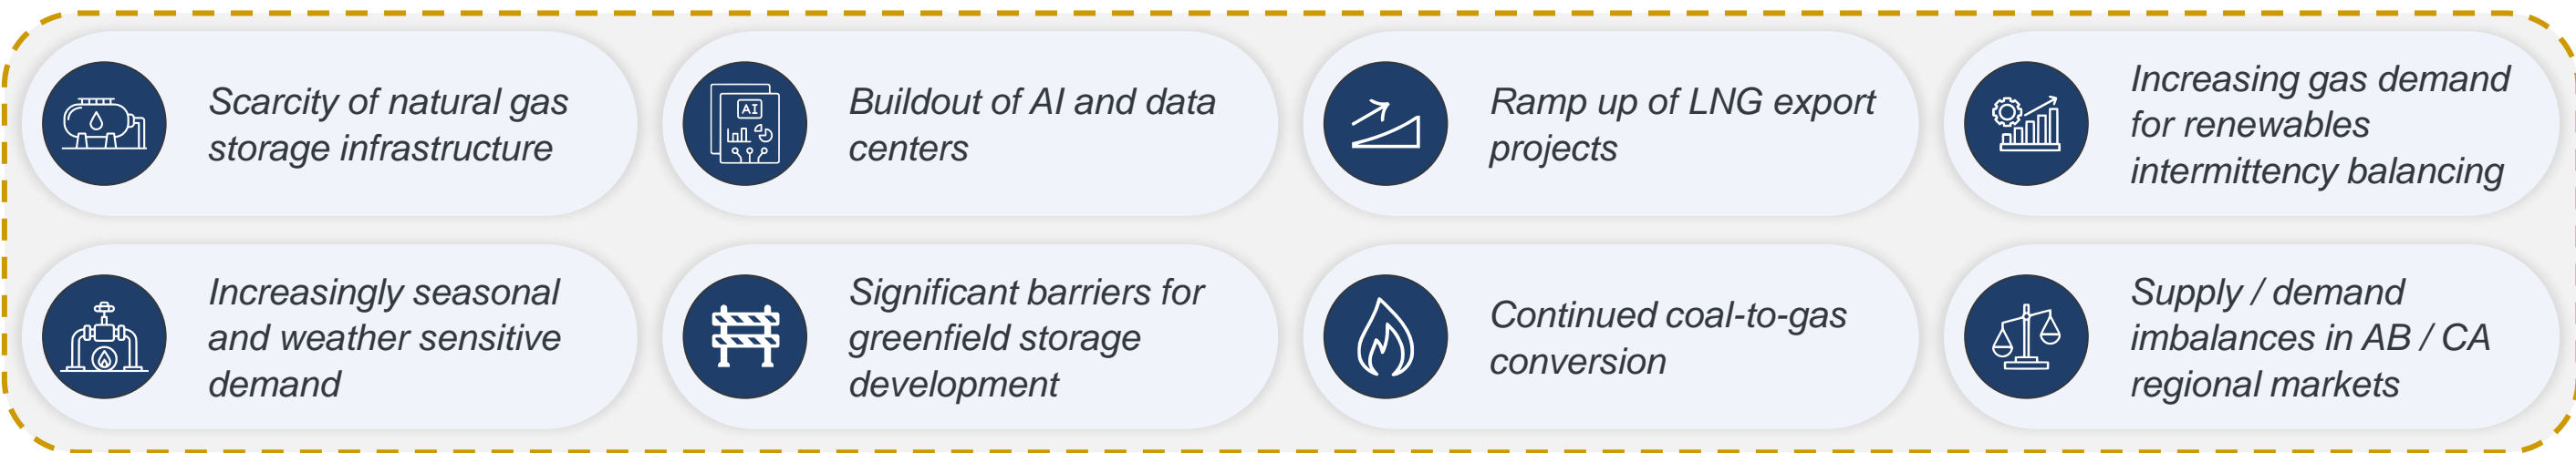 Scarcity of natural gas
storage infrastructure
AI
Buildout of AI and data
centers
Ramp up of LNG export
projects
Increasing gas demand
for renewables
intermittency balancing
Increasingly seasonal
and weather sensitive
demand
Significant barriers for
greenfield storage
development
Continued coal-to-gas
conversion
Supply / demand
imbalances in AB / CA
regional markets